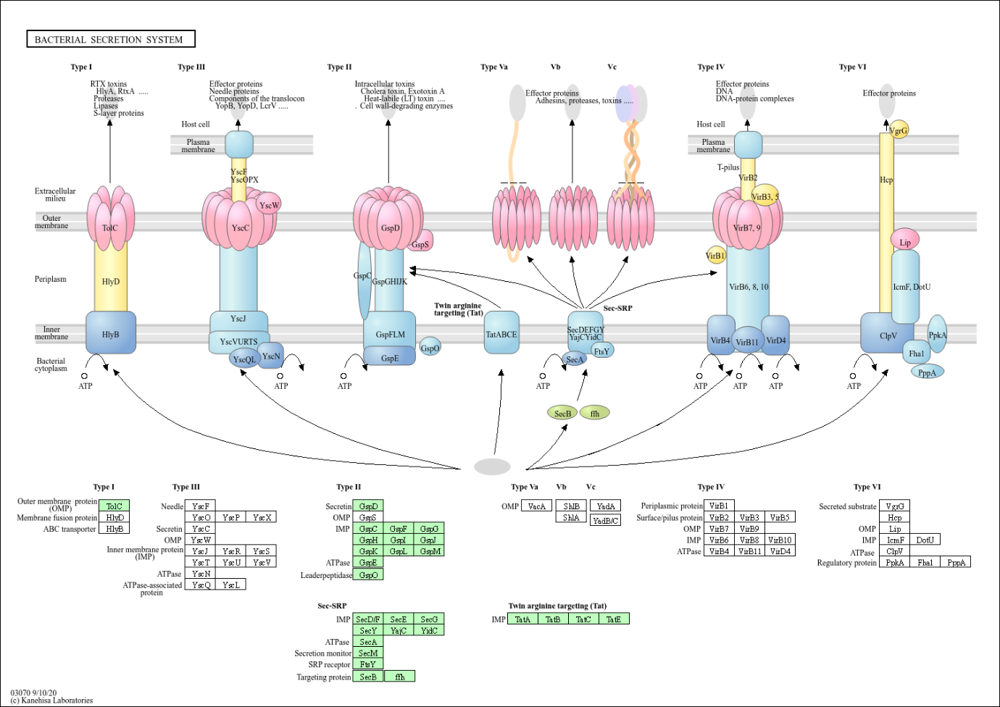 BACTERIAL SECRETION SYSTEM
Type I
Type III
Type II
Type Va
Vb
Vc
Type IV
Type VI
RTX toxins
HlyA, RtxA .....
Proteases
Lipases
S-layer proteins
Effector proteins
Needle proteins
Components of the translocon
YopB, YopD, LcrV .....
Intracellular toxins
Cholera toxin, Exotoxin A
Heat-labile (LT) toxin ....
. Cell wall-degrading enzymes
Effector proteins
Adhesins, proteases, toxins .....
Effector proteins
DNA
DNA-protein complexes
Effector proteins
Host cell
Plasma
membrane
Host cell
Plasma
membrane
VgrG
T-pilus
YscF
YscOPX
VirB2
Hcp
Extracellular
milieu
YscW
VirB3, 5
Outer
membrane
TolC
YscC
GspD
GspS
VirB7, 9
Lip
VirB1
Periplasm
HlyD
GspC
GspGHIJK
VirB6, 8, 10
IcmF, DotU
Twin arginine
targeting (Tat)
Sec-SRP
Inner
membrane
HlyB
YscJ
YscVURTS
YscQL
YscN
GspFLM
GspE
GspO
TatABCE
SecDEFGY
YajCYidC
FtsY
SecA
VirB4
VirB11
VirD4
ClpV
PpkA
Fha1
PppA
Bacterial
cytoplasm
ATP
ATP
ATP
ATP
ATP
ATP
ATP
ATP
SecB
ffh
Type I
Outer membrane protein
(OMP)
TolC
Membrane fusion protein HlyD
ABC transporter HlyB
Type III
Needle YscF
YscO YscP YscX
Secretin YscC
OMP YscW
Inner membrane protein
(IMP)
YscJ YscR YscS
YscT YscU YscV
ATPase YscN
ATPase-associated
protein
YscQ YscL
Type II
Secretin GspD
OMP GspS
IMP GspC GspF GspG
GspH GspI GspJ
GspK GspL GspM
ATPase GspE
Leaderpeptidase GspO
Type Va Vb Vc
OMP VacA ShlB YadA
ShlA YadB/C
Type IV
Periplasmic protein VirB1
Surface/pilus protein VirB2 VirB3 VirB5
OMP VirB7 VirB9
IMP VirB6 VirB8 VirB10
ATPase VirB4 VirB11 VirD4
Type VI
Secreted substrate VgrG
Hcp
OMP Lip
IMP IcmF DotU
ATPase ClpV
Regulatory protein PpkA Fha1 PppA
Sec-SRP
IMP SecD/F SecE SecG
SecY YajC YidC
ATPase SecA
Secretion monitor SecM
SRP receptor FtsY
Targeting protein SecB ffh
Twin arginine targeting (Tat)
IMP TatA TatB TatC TatE
03070 9/10/20
(c) Kanehisa Laboratories